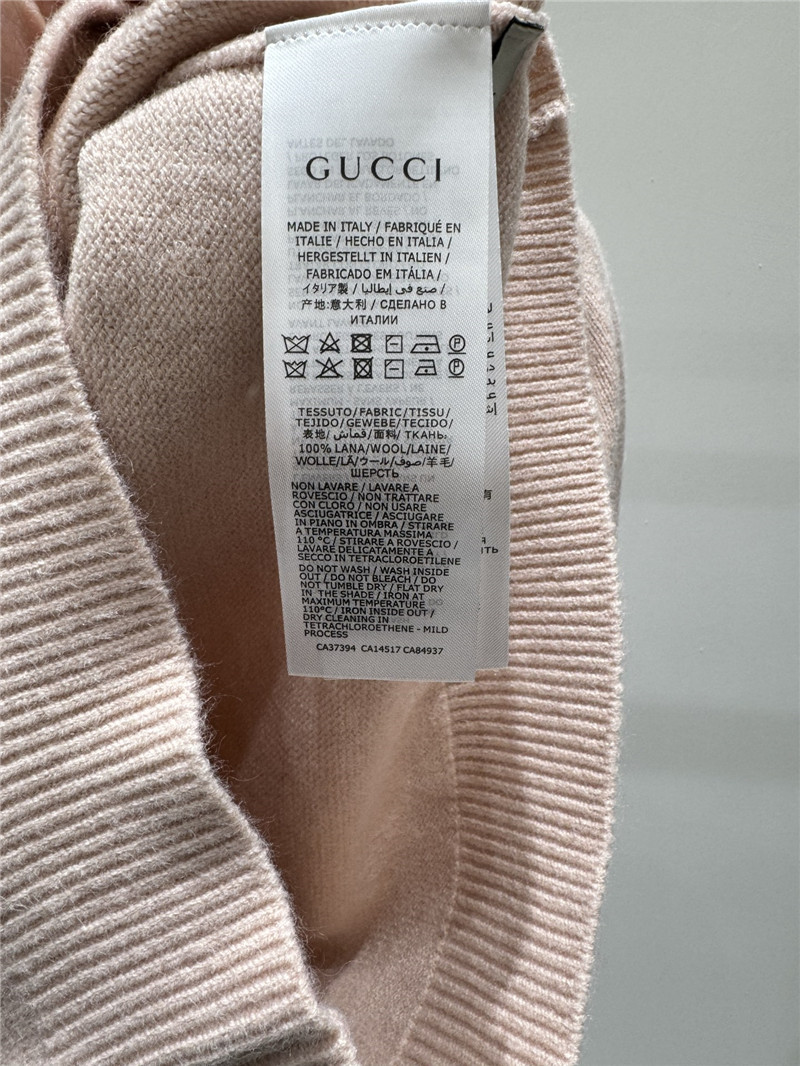 GUCCI
MADE IN ITALY / FABRIQUÉ EN
ITALIE / HECHO EN ITALIA /
HERGESTELLT IN ITALIEN /
FABRICADO EM ITÁLIA /
イタリア製 / صنع في إيطاليا /
产地:意大利 / СДЕЛАНО В
ИТАЛИИ
TESSUTO/FABRIC/TISSU/
TEJIDO/GEWEBE/TECIDO/
表地/قماش/面料/ ТКАНЬ:
100% LANA/WOOL/LAINE/
WOLLE/LÃ/ウール/صوف/羊毛/
ШЕРСТЬ
NON LAVARE / LAVARE A
ROVESCIO / NON TRATTARE
CON CLORO / NON USARE
ASCIUGATRICE / ASCIUGARE
IN PIANO IN OMBRA / STIRARE
A TEMPERATURA MASSIMA
110 °C / STIRARE A ROVESCIO /
LAVARE DELICATAMENTE A
SECCO IN TETRACLOROETILENE
DO NOT WASH / WASH INSIDE
OUT / DO NOT BLEACH / DO
NOT TUMBLE DRY / FLAT DRY
IN THE SHADE / IRON AT
MAXIMUM TEMPERATURE
110°C / IRON INSIDE OUT /
DRY CLEANING IN
TETRACHLOROETHENE - MILD
PROCESS
CA37394 CA14517 CA84937